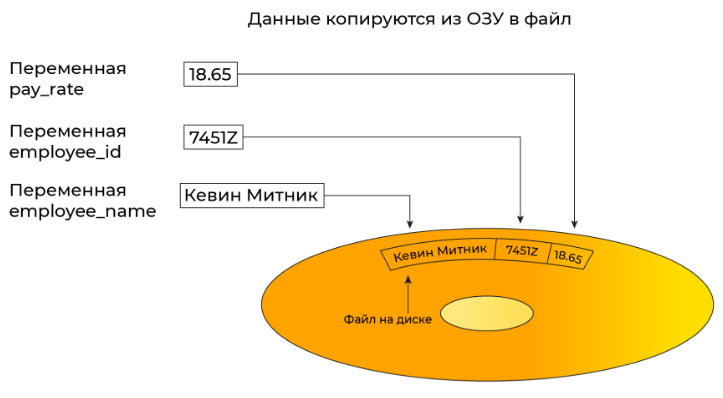 Данные копируются из ОЗУ в файл
Переменная
pay_rate
18.65
Переменная
employee_id
7451Z
Переменная
employee_name
Кевин Митник
Кевин Митник 7451Z 18.65
Файл на диске